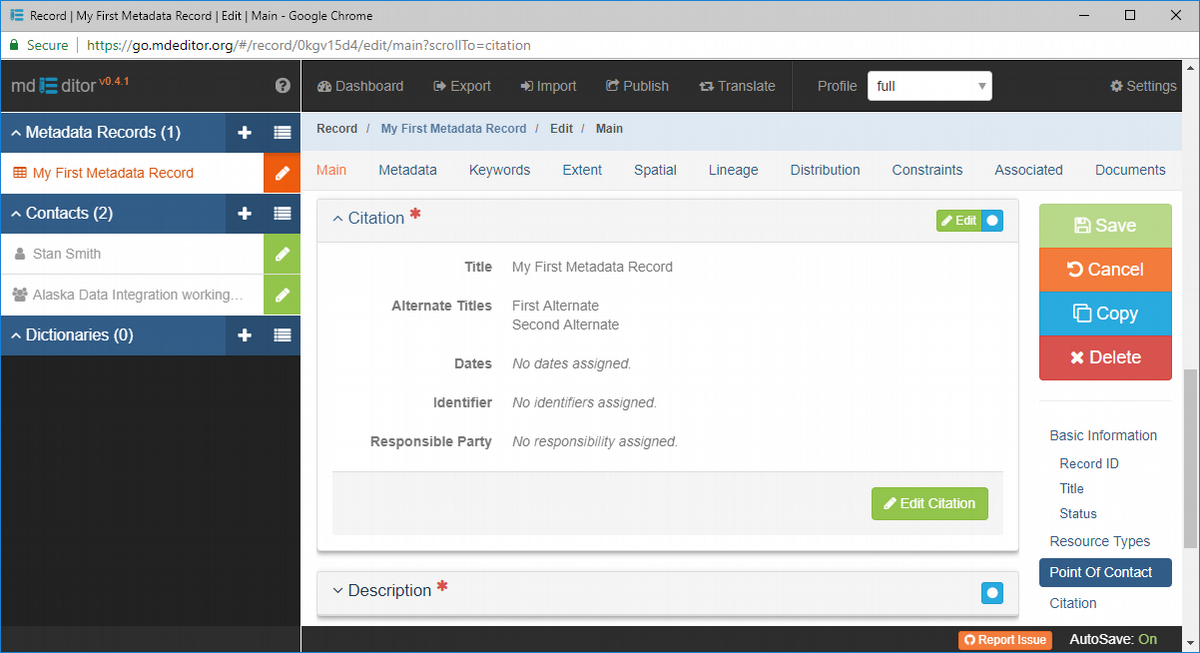 Record | My First Metadata Record | Edit | Main - Google Chrome
Secure | https://go.mdeditor.org/#/record/0kgv15d4/edit/main?scrollTo=citation
md Editor v0.4.1
Dashboard Export Import Publish Translate Profile full Settings
Metadata Records (1)
My First Metadata Record
Contacts (2)
Stan Smith
Alaska Data Integration working...
Dictionaries (0)
Record / My First Metadata Record / Edit / Main
Main Metadata Keywords Extent Spatial Lineage Distribution Constraints Associated Documents
Citation * Edit
Title My First Metadata Record
Alternate Titles First Alternate
Second Alternate
Dates No dates assigned.
Identifier No identifiers assigned.
Responsible Party No responsibility assigned.
Edit Citation
Description *
Save
Cancel
Copy
Delete
Basic Information
Record ID
Title
Status
Resource Types
Point Of Contact
Citation
Report Issue AutoSave: On